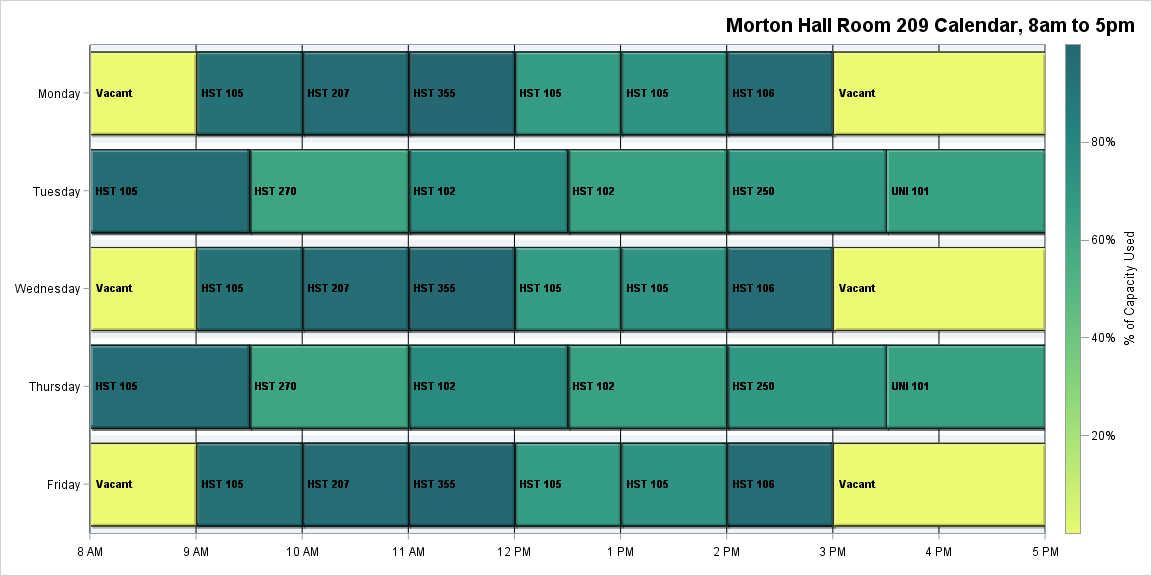 Morton Hall Room 209 Calendar, 8am to 5pm
Monday Vacant HST 105 HST 207 HST 355 HST 105 HST 105 HST 106 Vacant
80%
Tuesday HST 105 HST 270 HST 102 HST 102 HST 250 UNI 101
60%
% of Capacity Used
Wednesday Vacant HST 105 HST 207 HST 355 HST 105 HST 105 HST 106 Vacant
40%
Thursday HST 105 HST 270 HST 102 HST 102 HST 250 UNI 101
20%
Friday Vacant HST 105 HST 207 HST 355 HST 105 HST 105 HST 106 Vacant
8 AM 9 AM 10 AM 11 AM 12 PM 1 PM 2 PM 3 PM 4 PM 5 PM